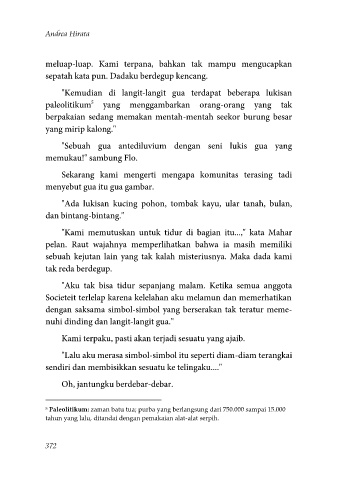 Andrea Hirata
meluap-luap. Kami terpana, bahkan tak mampu mengucapkan
sepatah kata pun. Dadaku berdegup kencang.
"Kemudian di langit-langit gua terdapat beberapa lukisan
paleolitikum⁵ yang menggambarkan orang-orang yang tak
berpakaian sedang memakan mentah-mentah seekor burung besar
yang mirip kalong."
"Sebuah gua antediluvium dengan seni lukis gua yang
memukau!" sambung Flo.
Sekarang kami mengerti mengapa komunitas terasing tadi
menyebut gua itu gua gambar.
"Ada lukisan kucing pohon, tombak kayu, ular tanah, bulan,
dan bintang-bintang."
"Kami memutuskan untuk tidur di bagian itu...," kata Mahar
pelan. Raut wajahnya memperlihatkan bahwa ia masih memiliki
sebuah kejutan lain yang tak kalah misteriusnya. Maka dada kami
tak reda berdegup.
"Aku tak bisa tidur sepanjang malam. Ketika semua anggota
Societeit terlelap karena kelelahan aku melamun dan memerhatikan
dengan saksama simbol-simbol yang berserakan tak teratur meme-
nuhi dinding dan langit-langit gua."
Kami terpaku, pasti akan terjadi sesuatu yang ajaib.
"Lalu aku merasa simbol-simbol itu seperti diam-diam terangkai
sendiri dan membisikkan sesuatu ke telingaku...."
Oh, jantungku berdebar-debar.
⁵ Paleolitikum: zaman batu tua; purba yang berlangsung dari 750.000 sampai 15.000
tahun yang lalu, ditandai dengan pemakaian alat-alat serpih.
372